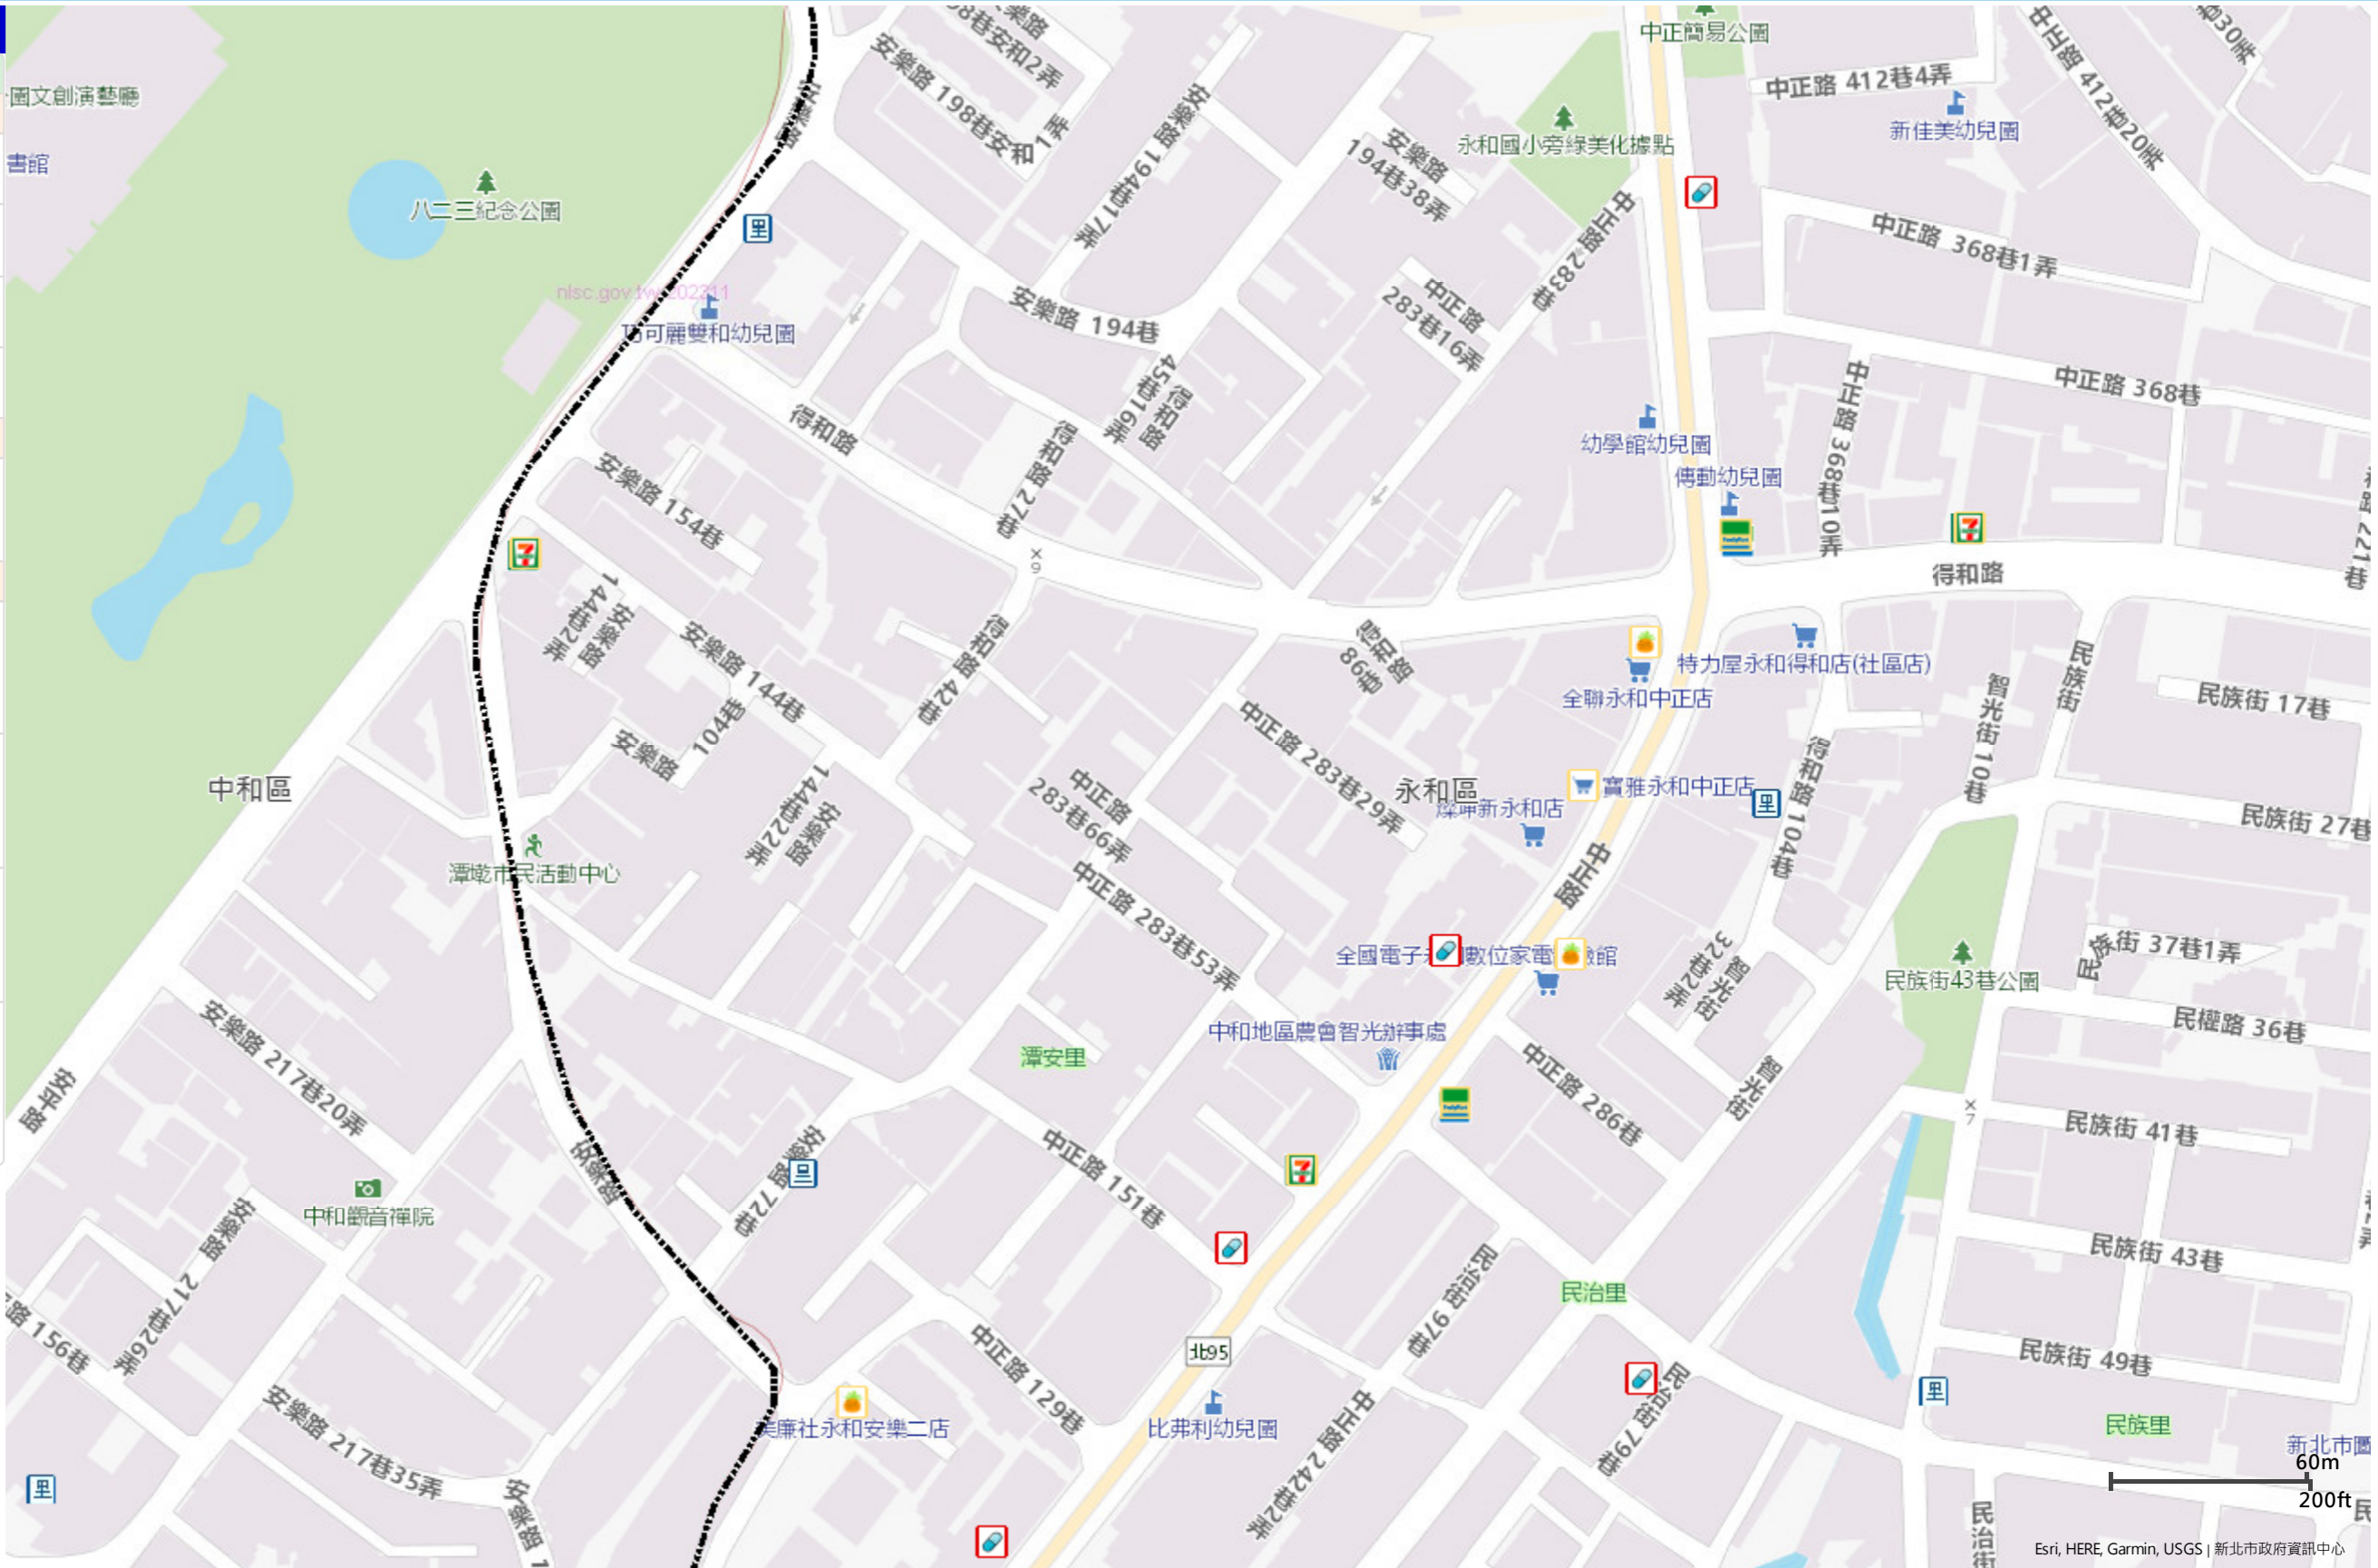 中正簡易公園
安樂路 198巷安和1弄
中正路 412巷4弄
中正路 412巷20弄
新佳美幼兒園
永和國小旁綠美化據點
安樂路
194巷38弄
安樂路 194巷17弄
八二三紀念公園
書館
中正路 283巷
中正路 368巷1弄
nlsc.gov.tw
巧可麗雙和幼兒園
安樂路 194巷
中正路
283巷16弄
中正路 368巷
得和路
45巷16弄
得和路
得和路 27巷
幼學館幼兒園
傳動幼兒園
中正路 368巷10弄
安樂路 154巷
得和路
安樂路
144巷2弄
安樂路 144巷
得和路 42巷
得和路
86巷
特力屋永和得和店(社區店)
全聯永和中正店
民族街
民族街 17巷
智光街 10巷
安樂路 104巷
中正路 283巷29弄
得和路 104巷
中和區
永和區
寶雅永和中正店
燦坤新永和店
民族街 27巷
中正路
283巷66弄
安樂路
144巷22弄
潭墘市民活動中心
中正路
中正路 283巷53弄
民族街 37巷1弄
智光街
32巷2弄
民族街43巷公園
中和地區農會智光辦事處
民權路 36巷
潭安里
安樂路 217巷20弄
中正路 286巷
智光街
安平路
民族街 41巷
安樂路
安樂路 72巷
中正路 151巷
中和觀音禪院
安樂路 217巷26弄
民族街 43巷
民治街 97巷
民治里
路 156巷
北95
中正路 129巷
民族街 49巷
民治街 79巷
安樂路 217巷35弄
美廉社永和安樂二店
比弗利幼兒園
中正路 242巷2弄
民族里
新北市圖
60m
200ft
民治街
Esri, HERE, Garmin, USGS | 新北市政府資訊中心